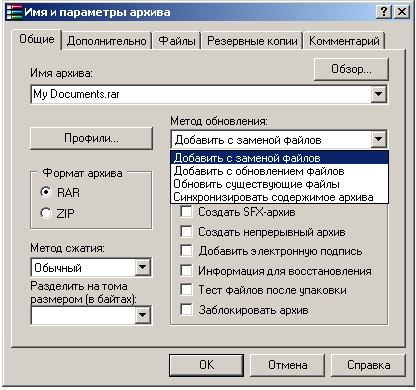 Имя и параметры архива
Общие Дополнительно Файлы Резервные копии Комментарий
Имя архива:
Обзор...
My Documents.rar
Метод обновления:
Профили...
Добавить с заменой файлов
Добавить с заменой файлов
Добавить с обновлением файлов
Обновить существующие файлы
Синхронизировать содержимое архива
Формат архива
RAR
ZIP
Создать SFX-архив
Создать непрерывный архив
Метод сжатия:
Добавить электронную подпись
Обычный
Информация для восстановления
Разделить на тома
размером (в байтах):
Тест файлов после упаковки
Заблокировать архив
OK Отмена Справка